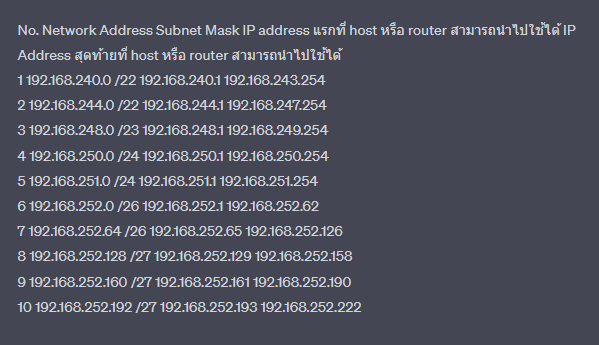 No. Network Address Subnet Mask IP address แรกที่ host หรือ router สามารถนำไปใช้ได้ IP
Address สุดท้ายที่ host หรือ router สามารถนำไปใช้ได้
1 192.168.240.0 /22 192.168.240.1 192.168.243.254
2 192.168.244.0 /22 192.168.244.1 192.168.247.254
3 192.168.248.0 /23 192.168.248.1 192.168.249.254
4 192.168.250.0 /24 192.168.250.1 192.168.250.254
5 192.168.251.0 /24 192.168.251.1 192.168.251.254
6 192.168.252.0 /26 192.168.252.1 192.168.252.62
7 192.168.252.64 /26 192.168.252.65 192.168.252.126
8 192.168.252.128 /27 192.168.252.129 192.168.252.158
9 192.168.252.160 /27 192.168.252.161 192.168.252.190
10 192.168.252.192 /27 192.168.252.193 192.168.252.222